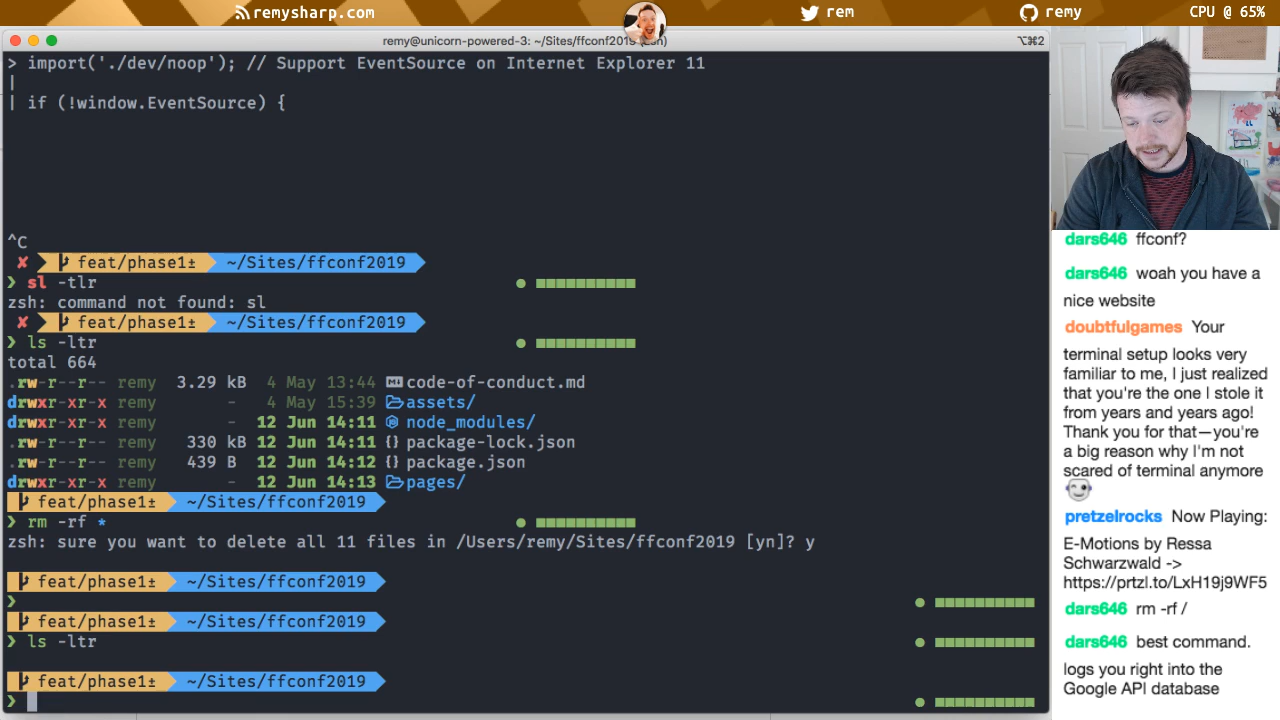 remysharp.com
rem
remy
CPU @ 65%
remy@unicorn-powered-3: ~/Sites/ffconf2019 (zsh)
⌥⌘2
> import('./dev/noop'); // Support EventSource on Internet Explorer 11
|
| if (!window.EventSource) {
^C
✘ feat/phase1± ~/Sites/ffconf2019
❯ sl -tlr
zsh: command not found: sl
✘ feat/phase1± ~/Sites/ffconf2019
❯ ls -ltr
total 664
.rw-r--r-- remy 3.29 kB 4 May 13:44 code-of-conduct.md
drwxr-xr-x remy - 4 May 15:39 assets/
drwxr-xr-x remy - 12 Jun 14:11 node_modules/
.rw-r--r-- remy 330 kB 12 Jun 14:11 {} package-lock.json
.rw-r--r-- remy 439 B 12 Jun 14:12 {} package.json
drwxr-xr-x remy - 12 Jun 14:13 pages/
feat/phase1± ~/Sites/ffconf2019
❯ rm -rf *
zsh: sure you want to delete all 11 files in /Users/remy/Sites/ffconf2019 [yn]? y
feat/phase1± ~/Sites/ffconf2019
❯
feat/phase1± ~/Sites/ffconf2019
❯ ls -ltr
feat/phase1± ~/Sites/ffconf2019
❯
dars646 ffconf?
dars646 woah you have a
nice website
doubtfulgames Your
terminal setup looks very
familiar to me, I just realized
that you're the one I stole it
from years and years ago!
Thank you for that—you're
a big reason why I'm not
scared of terminal anymore
pretzelrocks Now Playing:
E-Motions by Ressa
Schwarzwald ->
https://prtzl.to/LxH19j9WF5
dars646 rm -rf /
dars646 best command.
logs you right into the
Google API database